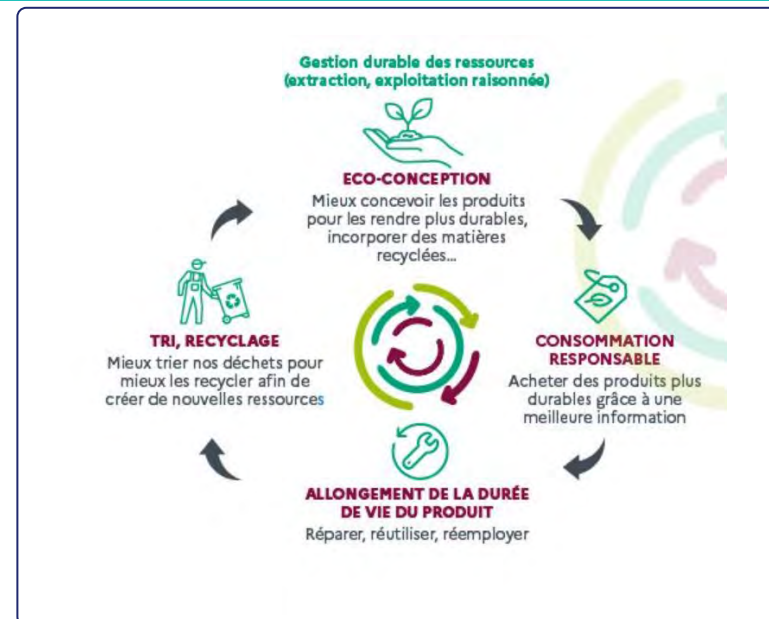 Gestion durable des ressources
(extraction, exploitation raisonnée)
ECO-CONCEPTION
Mieux concevoir les produits
pour les rendre plus durables,
incorporer des matières
recyclées...
CONSOMMATION
RESPONSABLE
Acheter des produits plus
durables grâce à une
meilleure information
ALLONGEMENT DE LA DURÉE
DE VIE DU PRODUIT
Réparer, réutiliser, réemployer
TRI, RECYCLAGE
Mieux trier nos déchets pour
mieux les recycler afin de
créer de nouvelles ressources